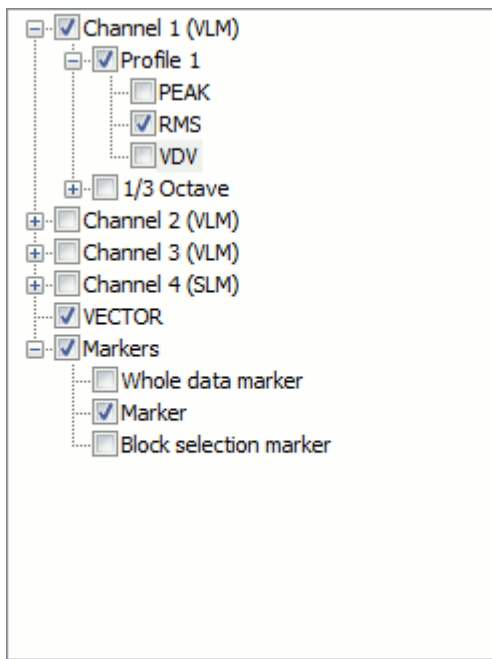 Channel 1 (VLM)
Profile 1
PEAK
RMS
VDV
1/3 Octave
Channel 2 (VLM)
Channel 3 (VLM)
Channel 4 (SLM)
VECTOR
Markers
Whole data marker
Marker
Block selection marker